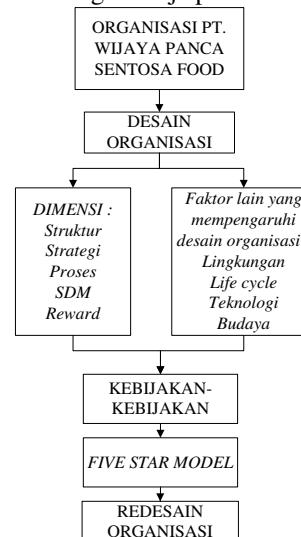 ORGANISASI PT.
WIJAYA PANCA
SENTOSA FOOD
DESAIN
ORGANISASI
DIMENSI :
Struktur
Strategi
Proses
SDM
Reward
Faktor lain yang
mempengaruhi
desain organisasi
Lingkungan
Life cycle
Teknologi
Budaya
KEBIJAKAN-
KEBIJAKAN
FIVE STAR MODEL
REDESAIN
ORGANISASI